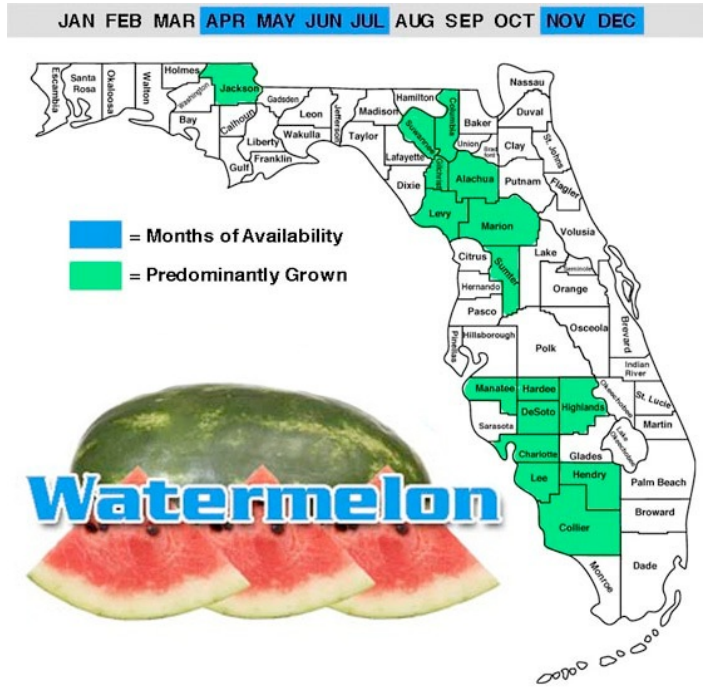 JAN FEB MAR APR MAY JUN JUL AUG SEP OCT NOV DEC
Escambia
Santa
Rosa
Okaloosa
Walton
Holmes
Washington
Bay
Jackson
Calhoun
Gulf
Gadsden
Liberty
Franklin
Leon
Wakulla
Jefferson
Madison
Taylor
Hamilton
Suwannee
Lafayette
Dixie
Columbia
Gilchrist
Baker
Union
Brad
ford
Nassau
Duval
Clay
St. Johns
Alachua
Putnam
Flagler
Levy
Marion
Volusia
= Months of Availability
= Predominantly Grown
Citrus
Sumter
Lake
Seminole
Hernando
Orange
Pasco
Pinellas
Hillsborough
Polk
Osceola
Brevard
Indian
River
Manatee
Hardee
Highlands
Okeechobee
St. Lucie
Sarasota
DeSoto
Martin
Lake
Okeechobee
Charlotte
Glades
Lee
Hendry
Palm Beach
Collier
Broward
Monroe
Dade
Watermelon